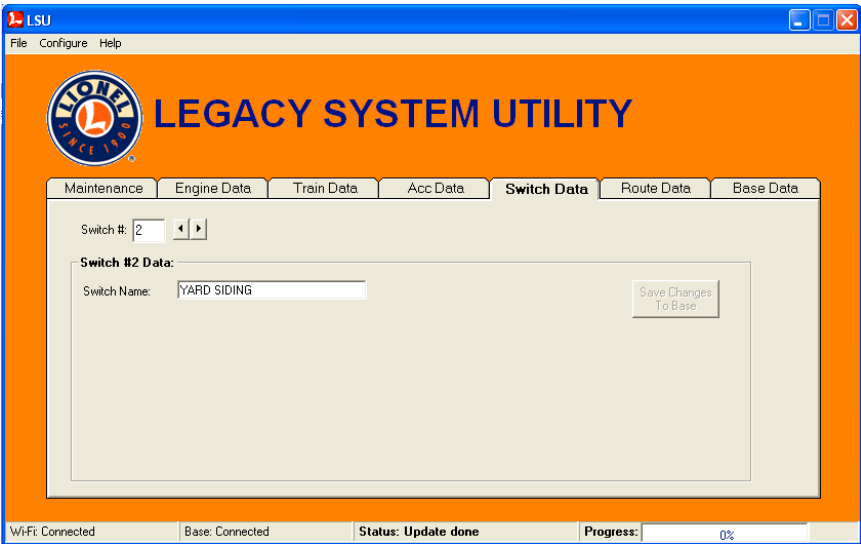 LSU
File Configure Help
LIONEL
L
SINCE 1900
LEGACY SYSTEM UTILITY
Maintenance Engine Data Train Data Acc Data Switch Data Route Data Base Data
Switch #: 2
Switch #2 Data:
Switch Name: YARD SIDING
Save Changes
To Base
Wi-Fi: Connected Base: Connected Status: Update done Progress: 0%